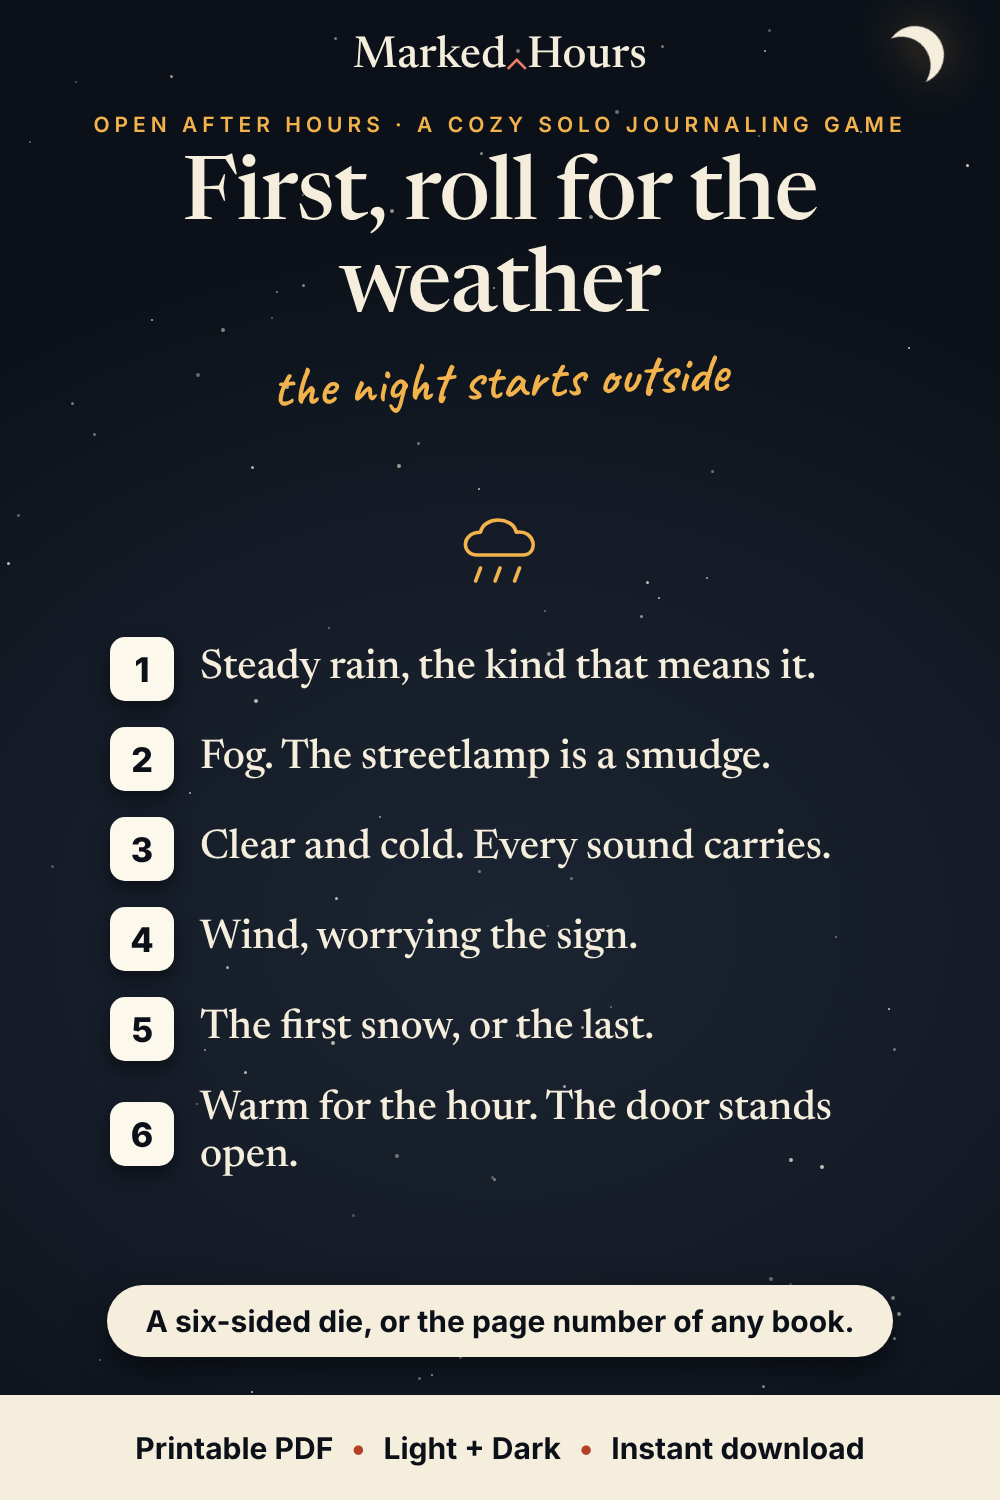 Marked‸Hours
OPEN AFTER HOURS · A COZY SOLO JOURNALING GAME
First, roll for the
weather
the night starts outside
1 Steady rain, the kind that means it.
2 Fog. The streetlamp is a smudge.
3 Clear and cold. Every sound carries.
4 Wind, worrying the sign.
5 The first snow, or the last.
6 Warm for the hour. The door stands
open.
A six-sided die, or the page number of any book.
Printable PDF • Light + Dark • Instant download